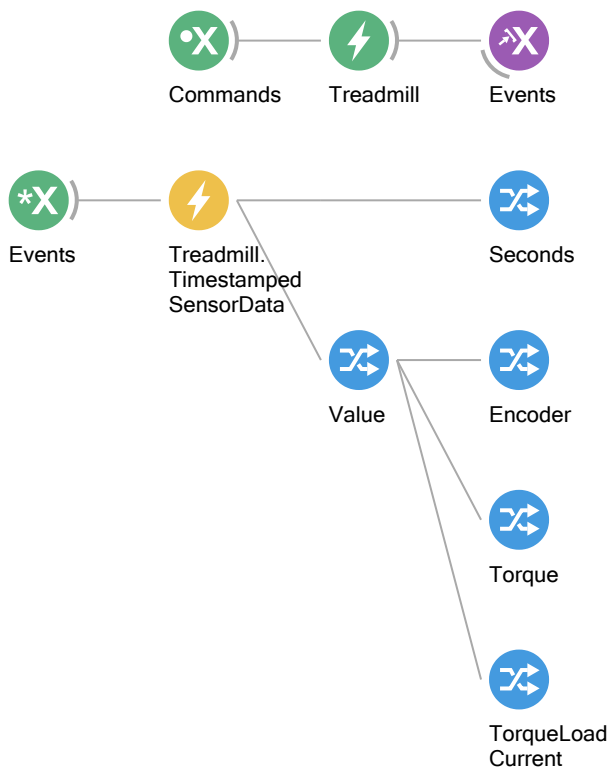 Commands
Treadmill
Events
Events
Treadmill.
Timestamped
SensorData
Seconds
Value
Encoder
Torque
TorqueLoad
Current